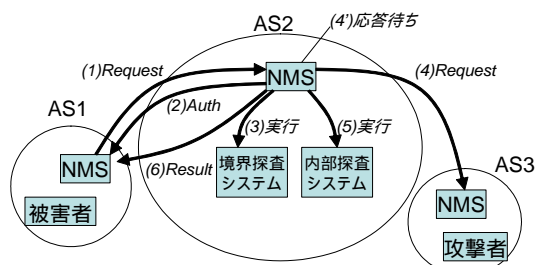 AS2
(4')応答待ち
(1)Request
NMS
(4)Request
AS1
(2)Auth
(3)実行
(5)実行
(6)Result
NMS
境界探査
システム
内部探査
システム
AS3
被害者
NMS
攻撃者